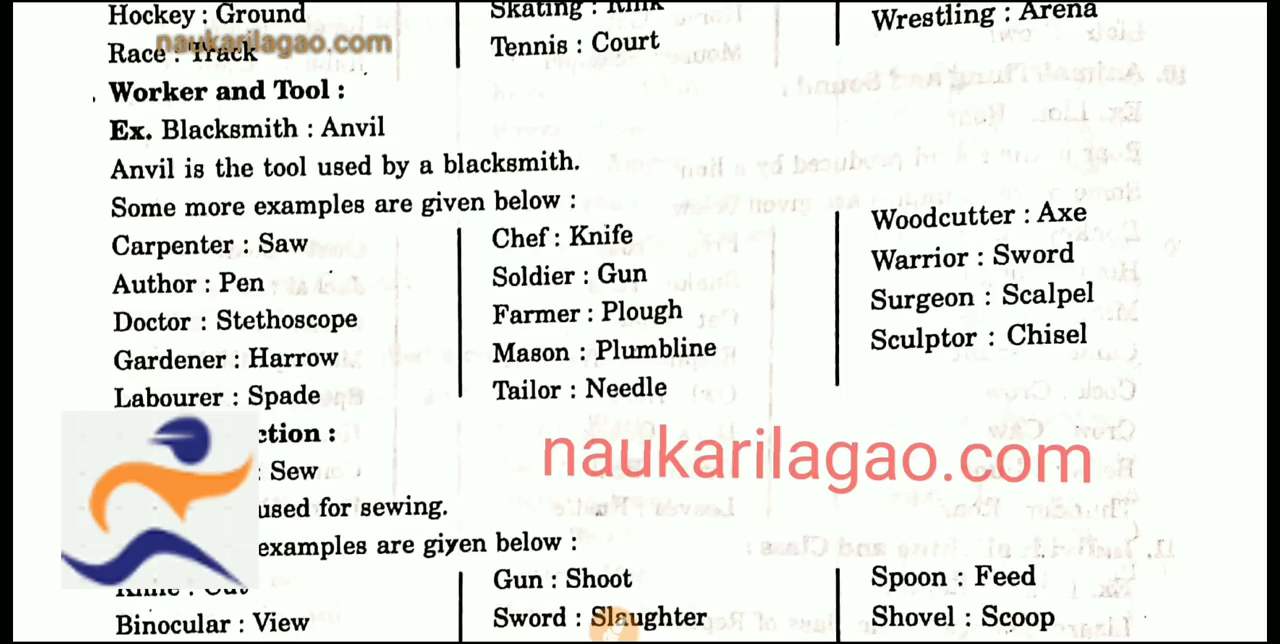 Hockey : Ground
Race : Track
Skating : Rink
Tennis : Court
Wrestling : Arena
naukarilagao.com
Worker and Tool :
Ex. Blacksmith : Anvil
Anvil is the tool used by a blacksmith.
Some more examples are given below :
Carpenter : Saw
Author : Pen
Doctor : Stethoscope
Gardener : Harrow
Labourer : Spade
Chef : Knife
Soldier : Gun
Farmer : Plough
Mason : Plumbline
Tailor : Needle
Woodcutter : Axe
Warrior : Sword
Surgeon : Scalpel
Sculptor : Chisel
ction :
: Sew
used for sewing.
examples are given below :
naukarilagao.com
Knife : Cut
Binocular : View
Gun : Shoot
Sword : Slaughter
Spoon : Feed
Shovel : Scoop